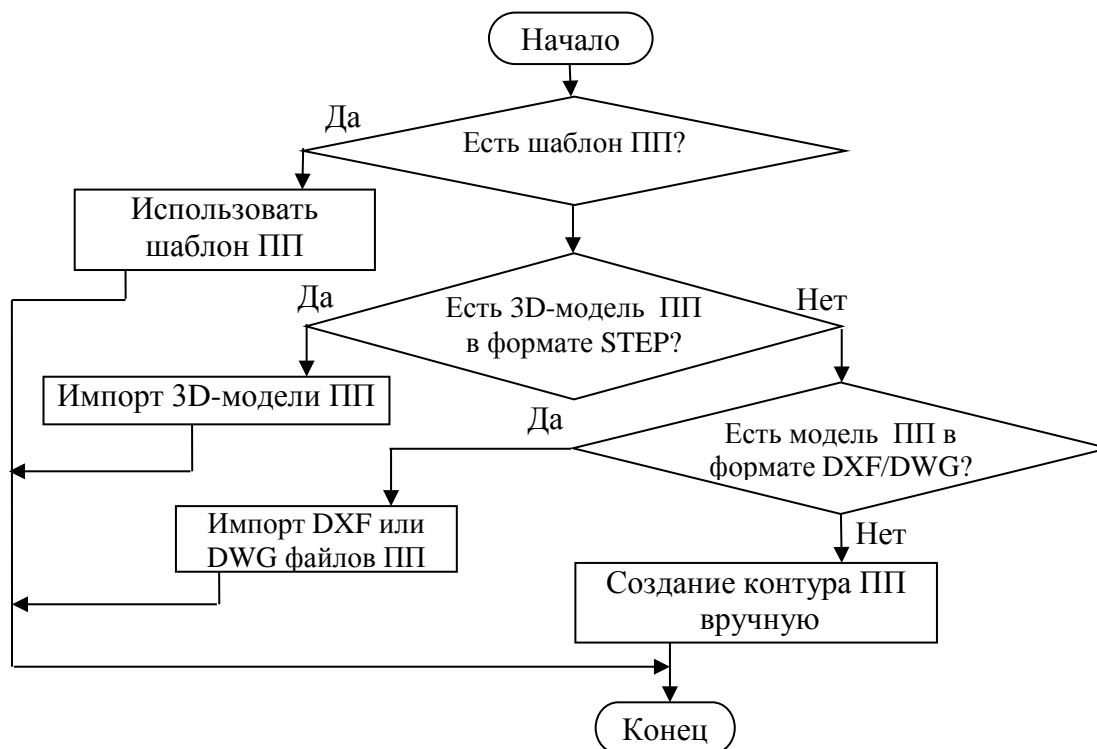 Начало
Да
Есть шаблон ПП?
Использовать
шаблон ПП
Да
Есть 3D-модель ПП
в формате STEP?
Нет
Импорт 3D-модели ПП
Да
Есть модель ПП в
формате DXF/DWG?
Импорт DXF или
DWG файлов ПП
Нет
Создание контура ПП
вручную
Конец